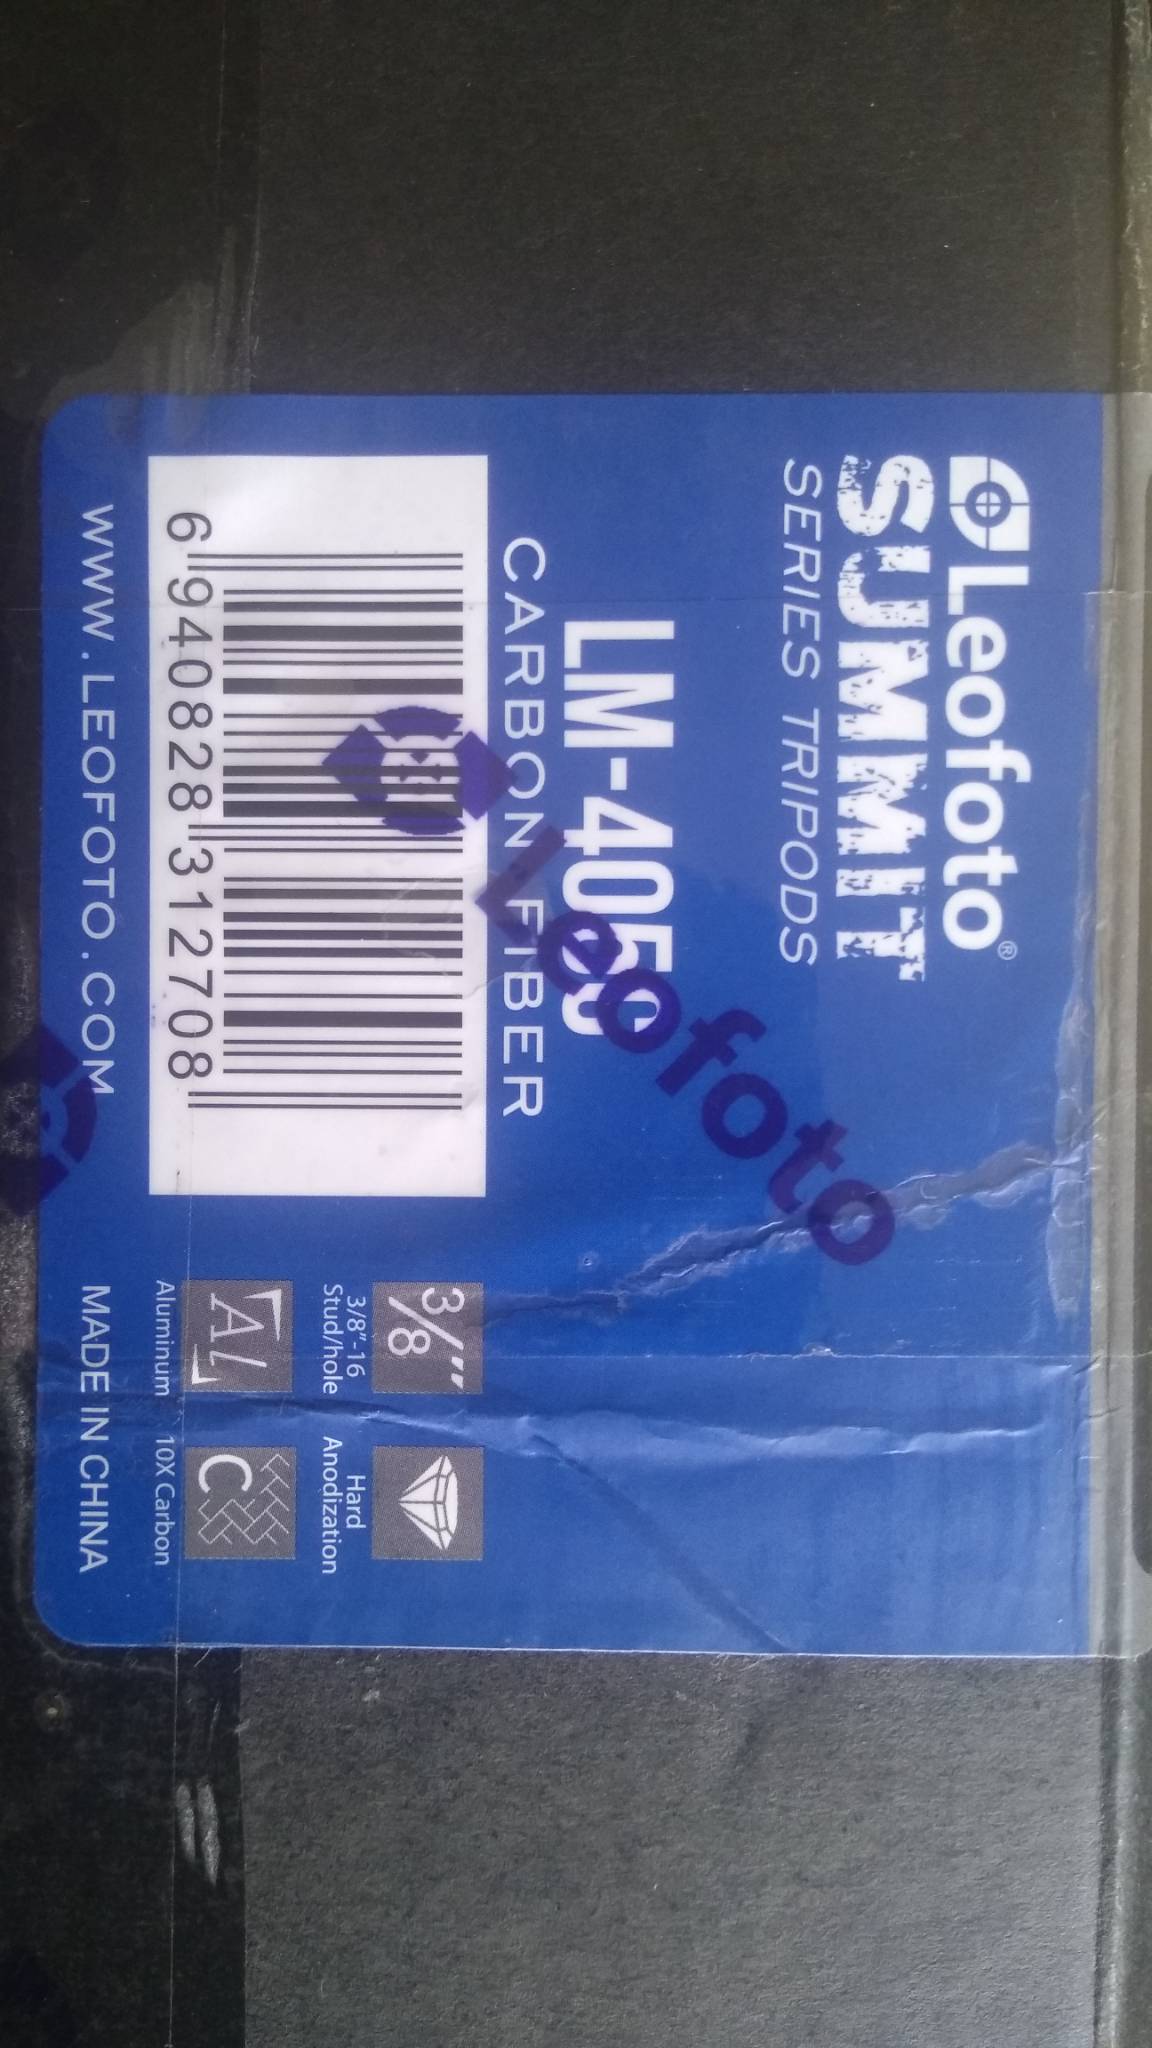 Leofoto®
SUMMIT
SERIES TRIPODS
LM-405C
CARBON FIBER
6 940828 312708
WWW.LEOFOTO.COM
Leofoto
3/8"
3/8"-16
Stud/hole
Hard
Anodization
AL
Aluminum
C
10X Carbon
MADE IN CHINA